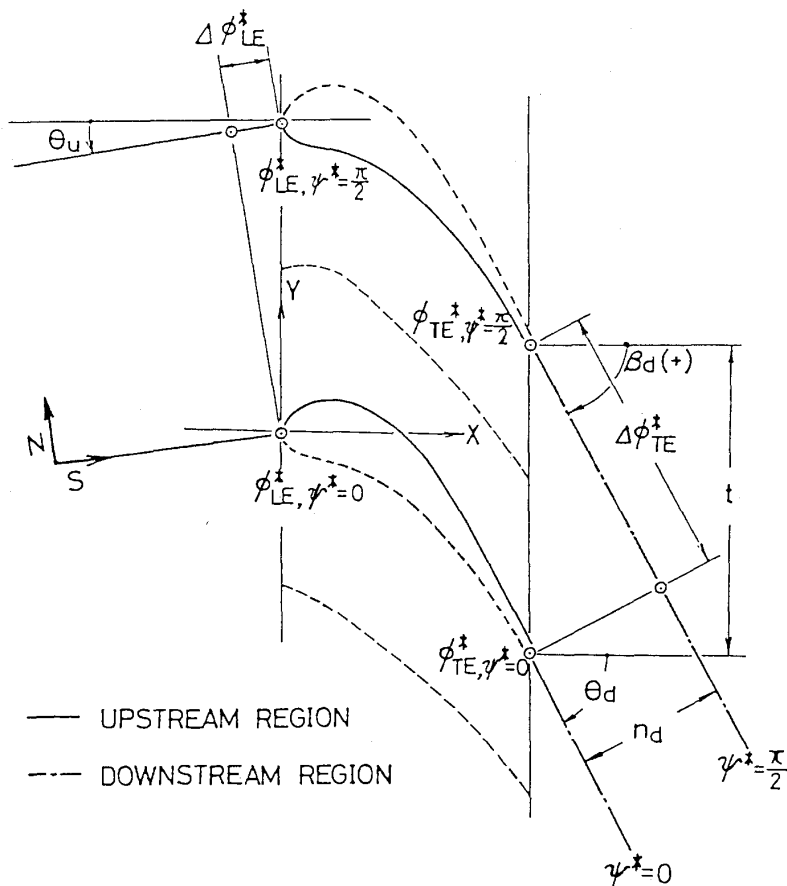 Δϕ*LE
θu
ϕ*LE, ψ*=π/2
Y
ϕ*TE, ψ*=π/2
βd(+)
N
S
X
Δϕ*TE
ϕ*LE, ψ*=0
t
ϕ*TE, ψ*=0
θd
nd
UPSTREAM REGION
DOWNSTREAM REGION
ψ*=π/2
ψ*=0